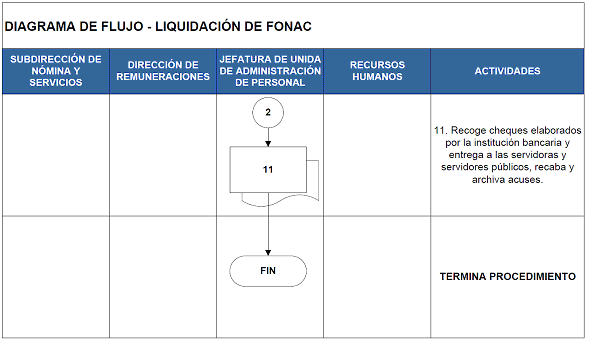 DIAGRAMA DE FLUJO - LIQUIDACIÓN DE FONAC
SUBDIRECCIÓN DE
NÓMINA Y
SERVICIOS
DIRECCIÓN DE
REMUNERACIONES
JEFATURA DE UNIDA
DE ADMINISTRACIÓN
DE PERSONAL
RECURSOS
HUMANOS
ACTIVIDADES
2
11
11. Recoge cheques elaborados
por la institución bancaria y
entrega a las servidoras y
servidores públicos, recaba y
archiva acuses.
FIN
TERMINA PROCEDIMIENTO